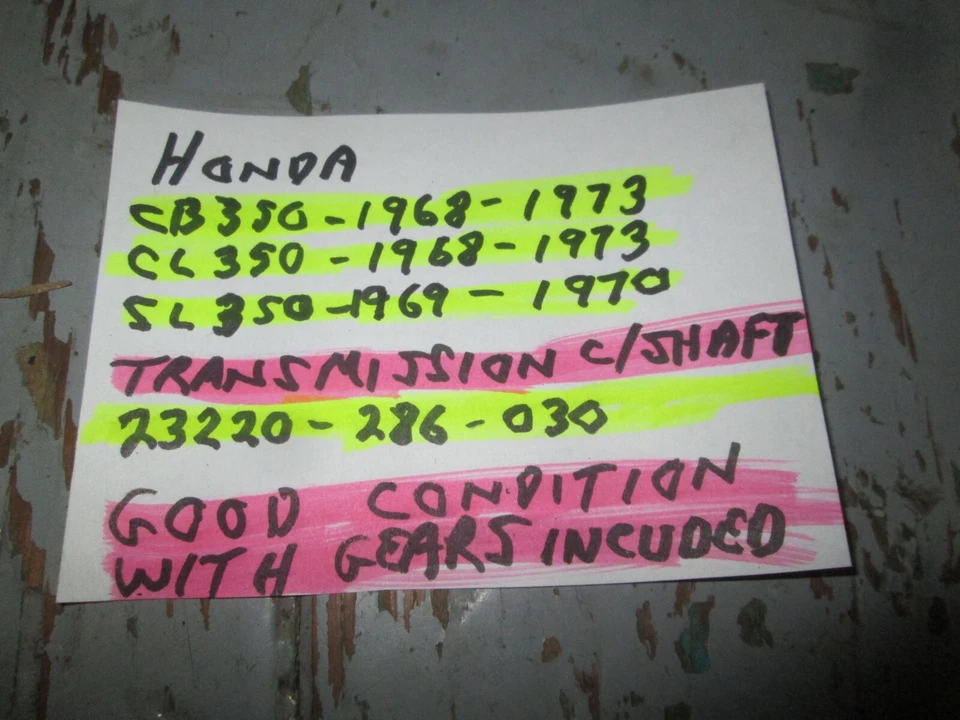 HONDA
CB350-1968-1973
CL350-1968-1973
SL350-1969-1970
TRANSMISSION C/SHAFT
23220-286-030
GOOD CONDITION
WITH GEARS INCUDED